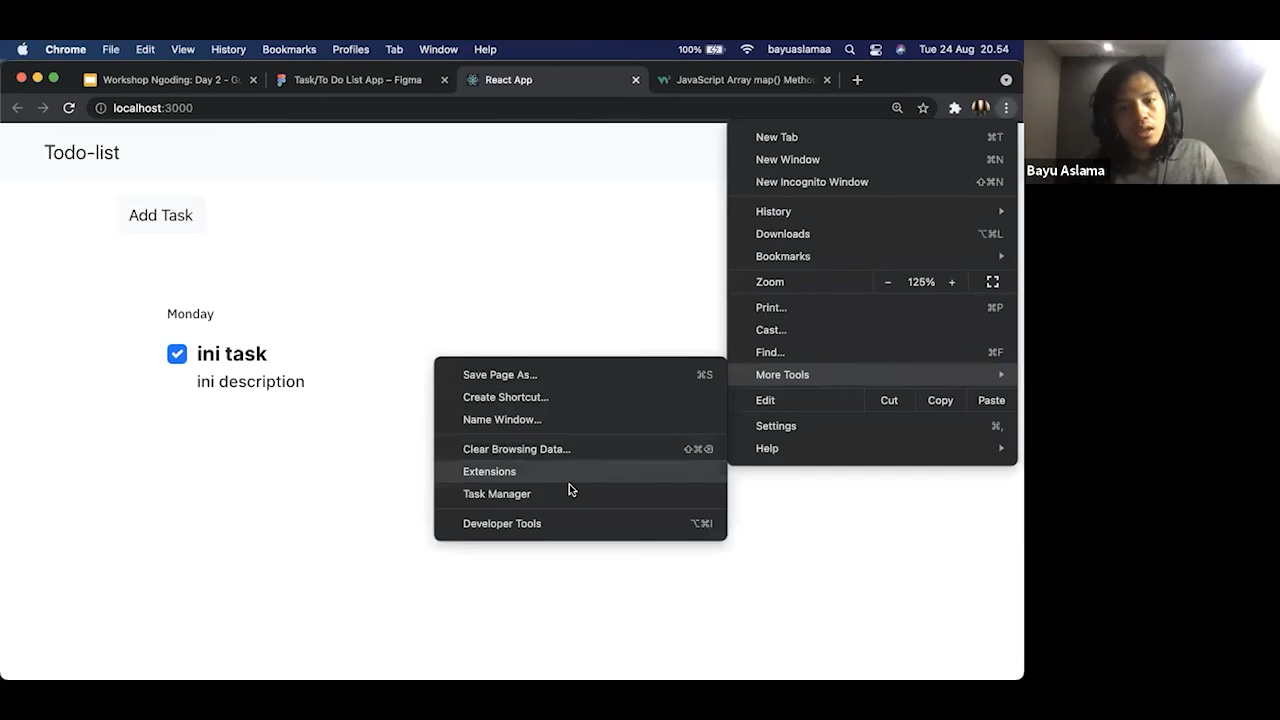 Chrome File Edit View History Bookmarks Profiles Tab Window Help 100% bayuaslamaa Tue 24 Aug 20.54
Workshop Ngoding: Day 2 - G Task/To Do List App – Figma React App JavaScript Array map() Metho
localhost:3000
Bayu Aslama
Todo-list
Add Task
Monday
ini task
ini description
New Tab ⌘T
New Window ⌘N
New Incognito Window ⇧⌘N
History
Downloads ⌥⌘L
Bookmarks
Zoom − 125% +
Print... ⌘P
Cast...
Find... ⌘F
More Tools
Edit Cut Copy Paste
Settings ⌘,
Help
Save Page As... ⌘S
Create Shortcut...
Name Window...
Clear Browsing Data... ⇧⌘⌫
Extensions
Task Manager
Developer Tools ⌥⌘I